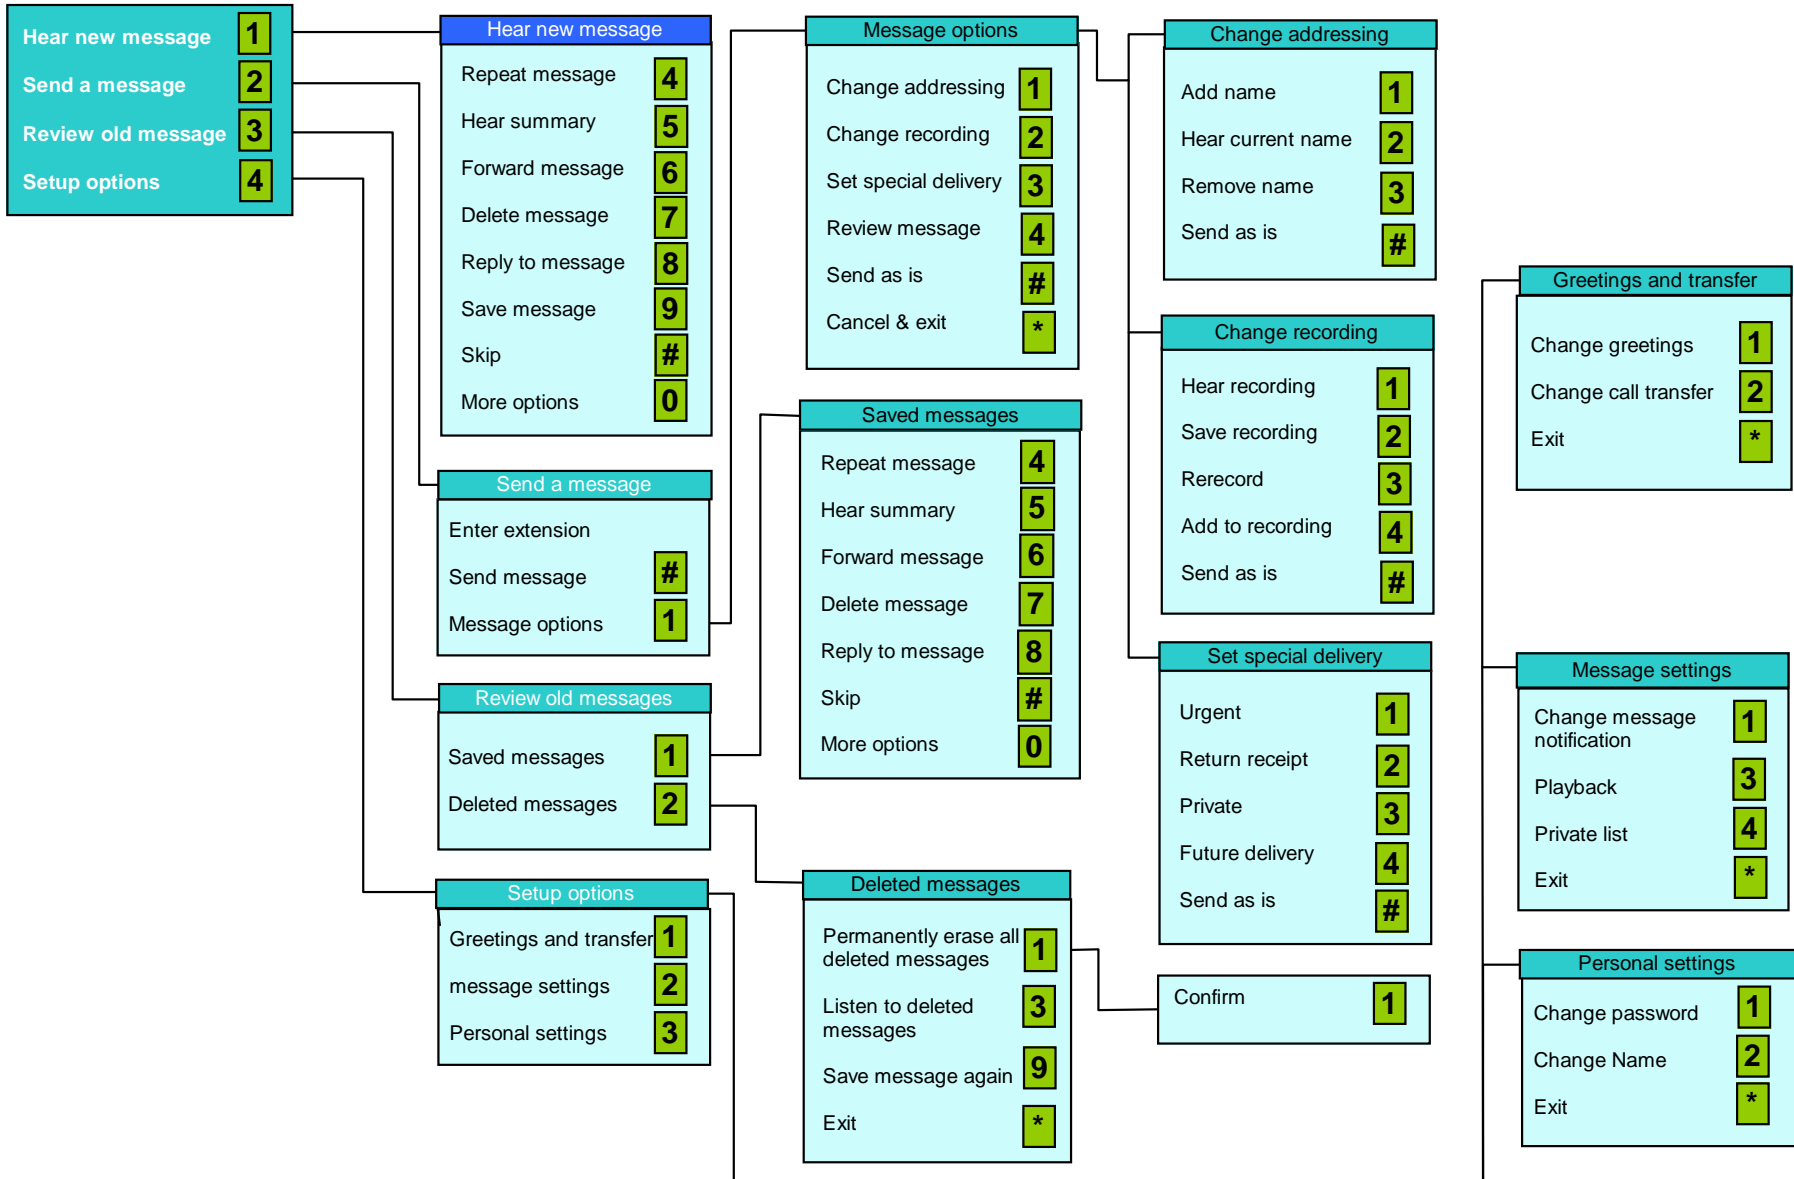 Hear new message 1
Send a message 2
Review old message 3
Setup options 4
Hear new message
Repeat message 4
Hear summary 5
Forward message 6
Delete message 7
Reply to message 8
Save message 9
Skip #
More options 0
Send a message
Enter extension
Send message #
Message options 1
Review old messages
Saved messages 1
Deleted messages 2
Setup options
Greetings and transfer 1
message settings 2
Personal settings 3
Message options
Change addressing 1
Change recording 2
Set special delivery 3
Review message 4
Send as is #
Cancel & exit *
Saved messages
Repeat message 4
Hear summary 5
Forward message 6
Delete message 7
Reply to message 8
Skip #
More options 0
Deleted messages
Permanently erase all
deleted messages 1
Listen to deleted
messages 3
Save message again 9
Exit *
Change addressing
Add name 1
Hear current name 2
Remove name 3
Send as is #
Change recording
Hear recording 1
Save recording 2
Rerecord 3
Add to recording 4
Send as is #
Set special delivery
Urgent 1
Return receipt 2
Private 3
Future delivery 4
Send as is #
Confirm 1
Greetings and transfer
Change greetings 1
Change call transfer 2
Exit *
Message settings
Change message
notification 1
Playback 3
Private list 4
Exit *
Personal settings
Change password 1
Change Name 2
Exit *